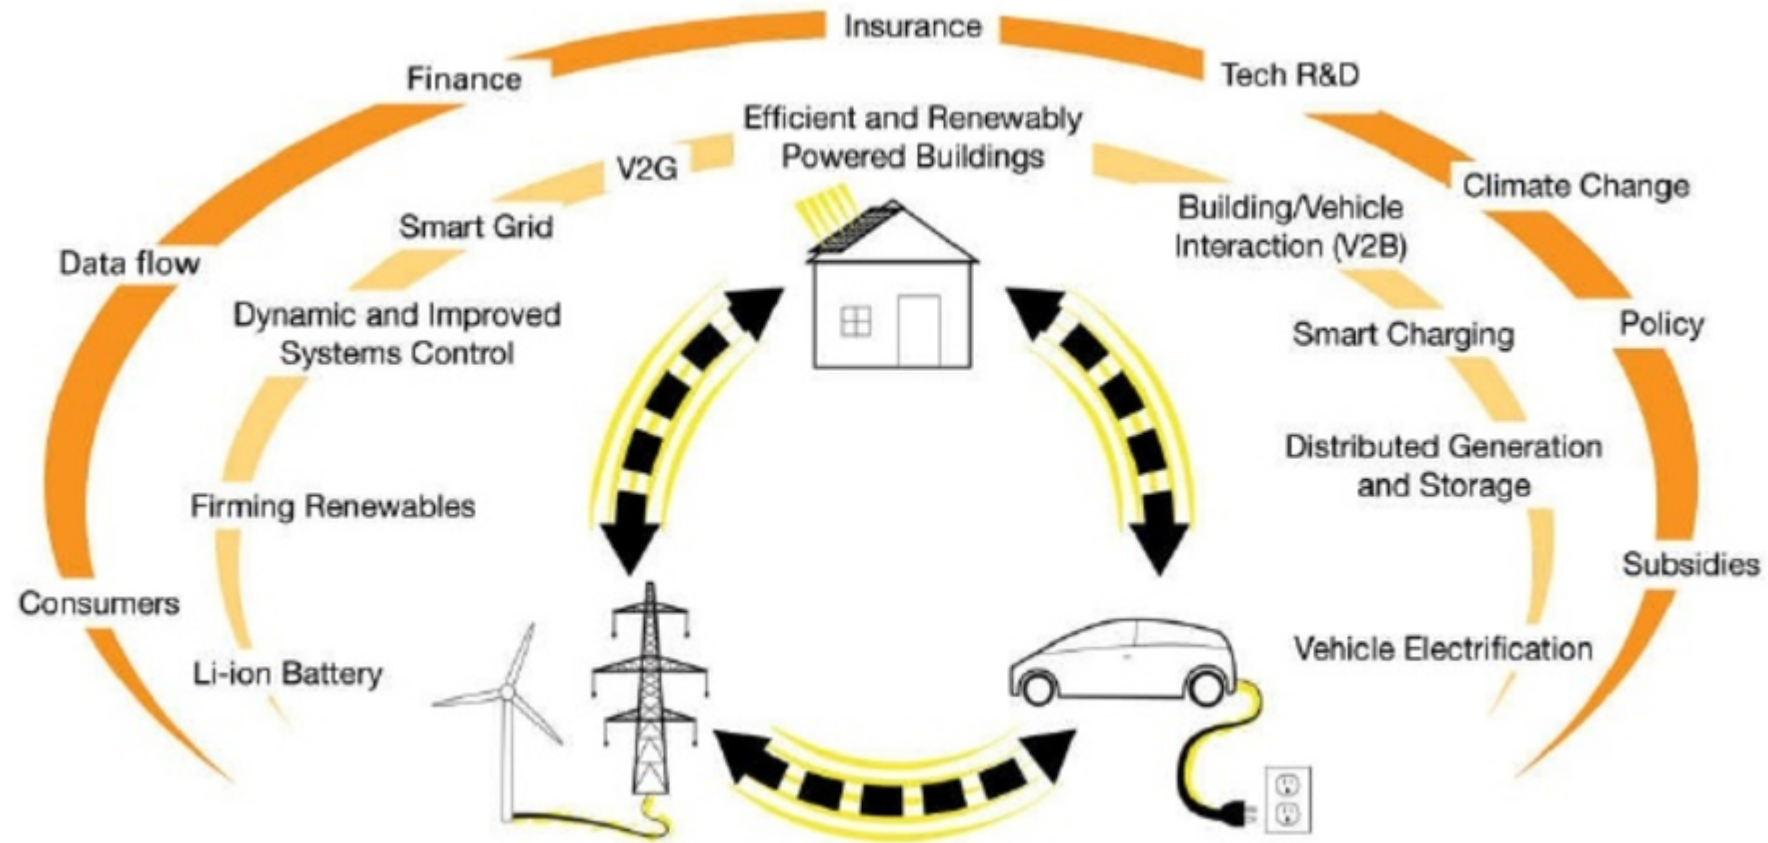 Insurance
Finance
Tech R&D
Efficient and Renewably
Powered Buildings
V2G
Climate Change
Smart Grid
Building/Vehicle
Interaction (V2B)
Data flow
Dynamic and Improved
Systems Control
Smart Charging
Policy
Distributed Generation
and Storage
Firming Renewables
Subsidies
Consumers
Li-ion Battery
Vehicle Electrification